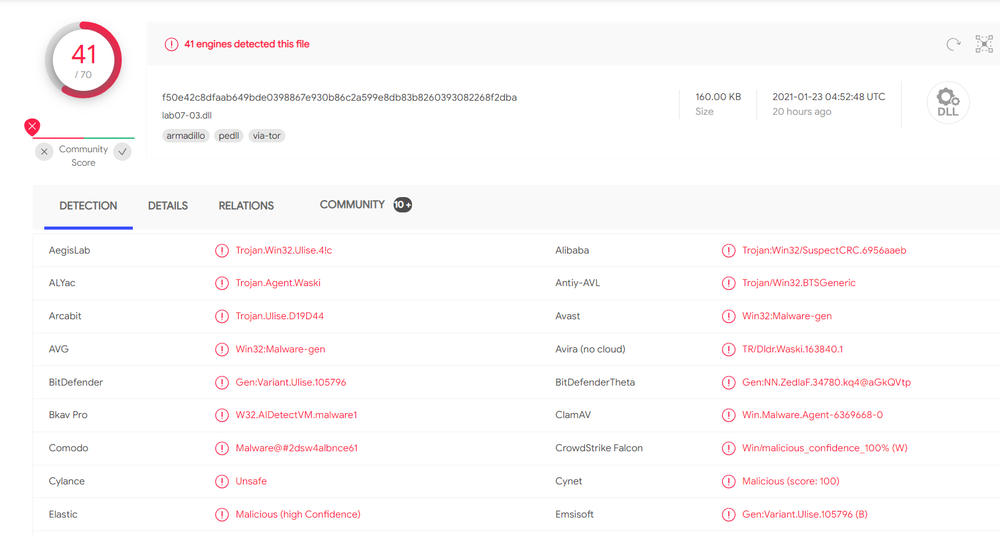 41
/ 70
41 engines detected this file
f50e42c8dfaab649bde0398867e930b86c2a599e8db83b8260393082268f2dba
lab07-03.dll
armadillo pedll via-tor
160.00 KB
Size
2021-01-23 04:52:48 UTC
20 hours ago
DLL
Community
Score
DETECTION DETAILS RELATIONS COMMUNITY 10+
AegisLab Trojan.Win32.Ulise.4!c Alibaba Trojan:Win32/SuspectCRC.6956aaeb
ALYac Trojan.Agent.Waski Antiy-AVL Trojan/Win32.BTSGeneric
Arcabit Trojan.Ulise.D19D44 Avast Win32:Malware-gen
AVG Win32:Malware-gen Avira (no cloud) TR/Dldr.Waski.163840.1
BitDefender Gen:Variant.Ulise.105796 BitDefenderTheta Gen:NN.ZedlaF.34780.kq4@aGkQVtp
Bkav Pro W32.AIDetectVM.malware1 ClamAV Win.Malware.Agent-6369668-0
Comodo Malware@#2dsw4albnce61 CrowdStrike Falcon Win/malicious_confidence_100% (W)
Cylance Unsafe Cynet Malicious (score: 100)
Elastic Malicious (high Confidence) Emsisoft Gen:Variant.Ulise.105796 (B)